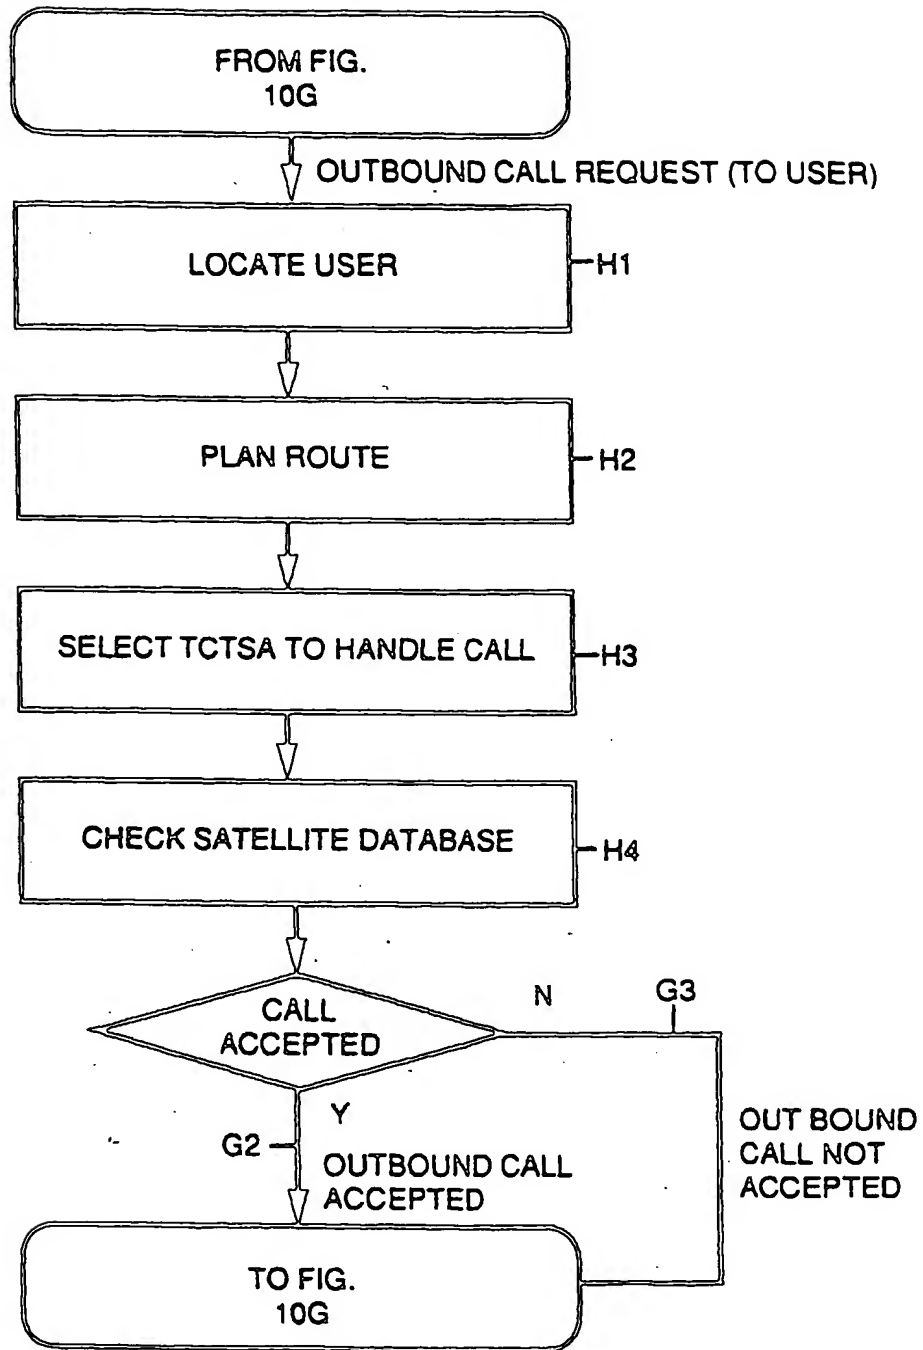 FROM FIG.
10G
OUTBOUND CALL REQUEST (TO USER)
LOCATE USER
H1
PLAN ROUTE
H2
SELECT TCTSA TO HANDLE CALL
H3
CHECK SATELLITE DATABASE
H4
CALL
ACCEPTED
N
G3
Y
G2
OUTBOUND CALL
ACCEPTED
OUT BOUND
CALL NOT
ACCEPTED
TO FIG.
10G